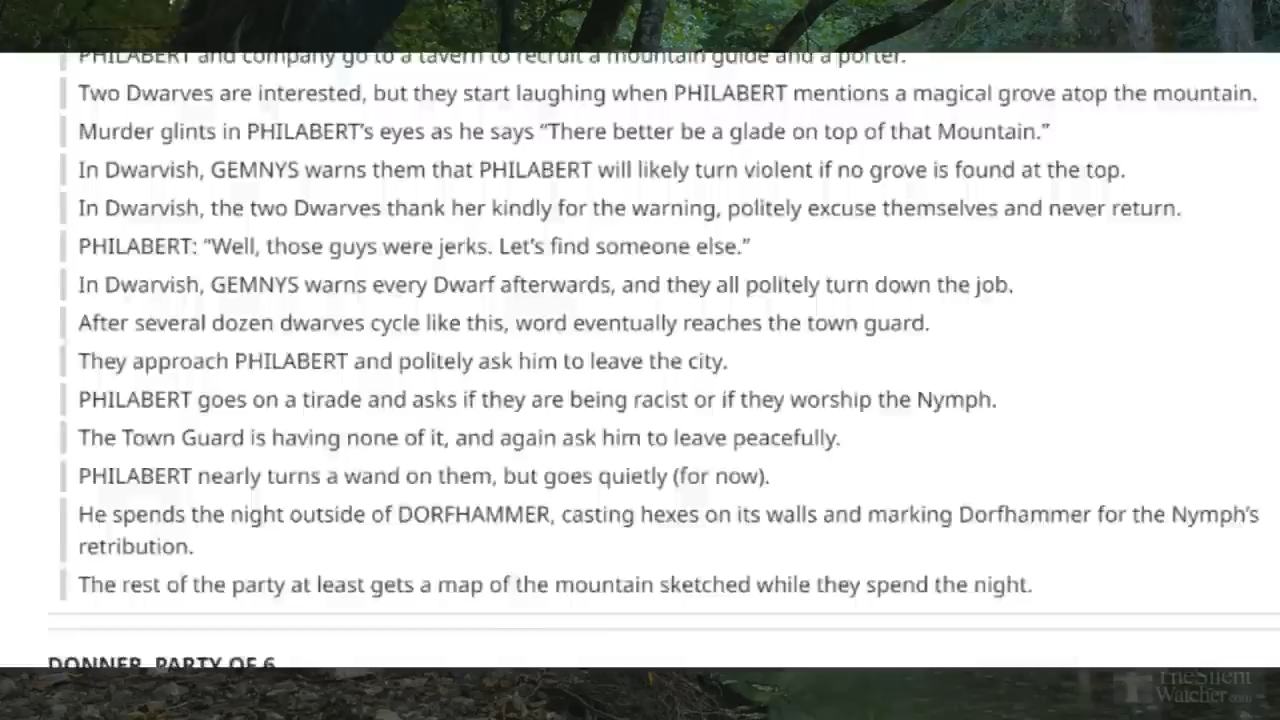 PHILABERT and company go to a tavern to recruit a mountain guide and a porter.
Two Dwarves are interested, but they start laughing when PHILABERT mentions a magical grove atop the mountain.
Murder glints in PHILABERT’s eyes as he says “There better be a glade on top of that Mountain.”
In Dwarvish, GEMNYS warns them that PHILABERT will likely turn violent if no grove is found at the top.
In Dwarvish, the two Dwarves thank her kindly for the warning, politely excuse themselves and never return.
PHILABERT: “Well, those guys were jerks. Let’s find someone else.”
In Dwarvish, GEMNYS warns every Dwarf afterwards, and they all politely turn down the job.
After several dozen dwarves cycle like this, word eventually reaches the town guard.
They approach PHILABERT and politely ask him to leave the city.
PHILABERT goes on a tirade and asks if they are being racist or if they worship the Nymph.
The Town Guard is having none of it, and again ask him to leave peacefully.
PHILABERT nearly turns a wand on them, but goes quietly (for now).
He spends the night outside of DORFHAMMER, casting hexes on its walls and marking Dorfhammer for the Nymph’s
retribution.
The rest of the party at least gets a map of the mountain sketched while they spend the night.
DONNER, PARTY OF 6
TheSilent
Watcher.com